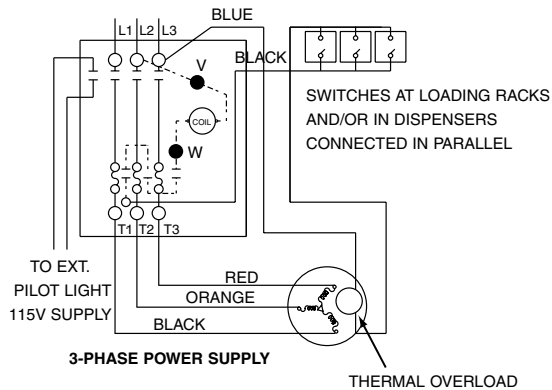 BLUE
L1 L2 L3
BLACK
V
COIL
W
SWITCHES AT LOADING RACKS
AND/OR IN DISPENSERS
CONNECTED IN PARALLEL
T1 T2 T3
TO EXT.
PILOT LIGHT
115V SUPPLY
RED
ORANGE
BLACK
3-PHASE POWER SUPPLY
THERMAL OVERLOAD